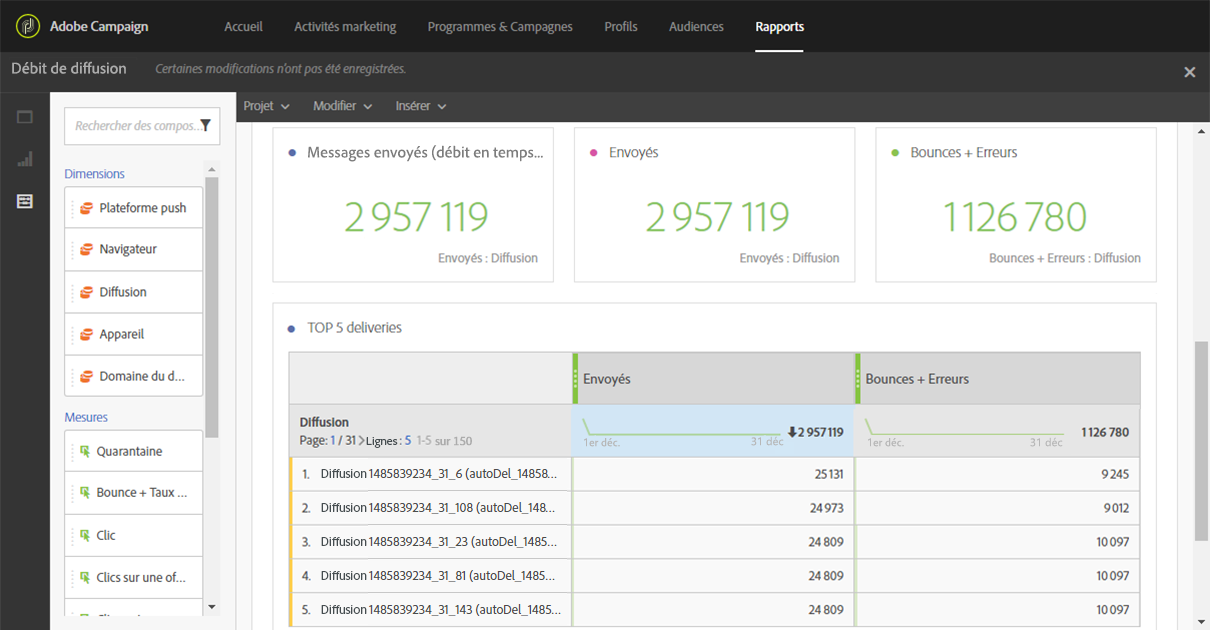 Adobe Campaign
Accueil
Activités marketing
Programmes & Campagnes
Profils
Audiences
Rapports
Débit de diffusion
Certaines modifications n'ont pas été enregistrées.
Projet
Modifier
Insérer
Rechercher des compos...
Dimensions
Plateforme push
Navigateur
Diffusion
Appareil
Domaine du d...
Mesures
Quarantaine
Bounce + Taux ...
Clic
Clics sur une of...
Messages envoyés (débit en temps...
2 957 119
Envoyés : Diffusion
Envoyés
2 957 119
Envoyés : Diffusion
Bounces + Erreurs
1 126 780
Bounces + Erreurs : Diffusion
TOP 5 deliveries
Envoyés
Bounces + Erreurs
Diffusion
Page: 1 / 31 > Lignes : 5 1-5 sur 150
1er déc.
31 déc
2 957 119
1er déc.
31 déc
1 126 780
1. Diffusion 1485839234_31_6 (autoDel_14858... 25 131 9 245
2. Diffusion 1485839234_31_108 (autoDel_148... 24 973 9 012
3. Diffusion 1485839234_31_23 (autoDel_1485... 24 809 10 097
4. Diffusion 1485839234_31_81 (autoDel_1485... 24 809 10 097
5. Diffusion 1485839234_31_143 (autoDel_1485... 24 809 10 097